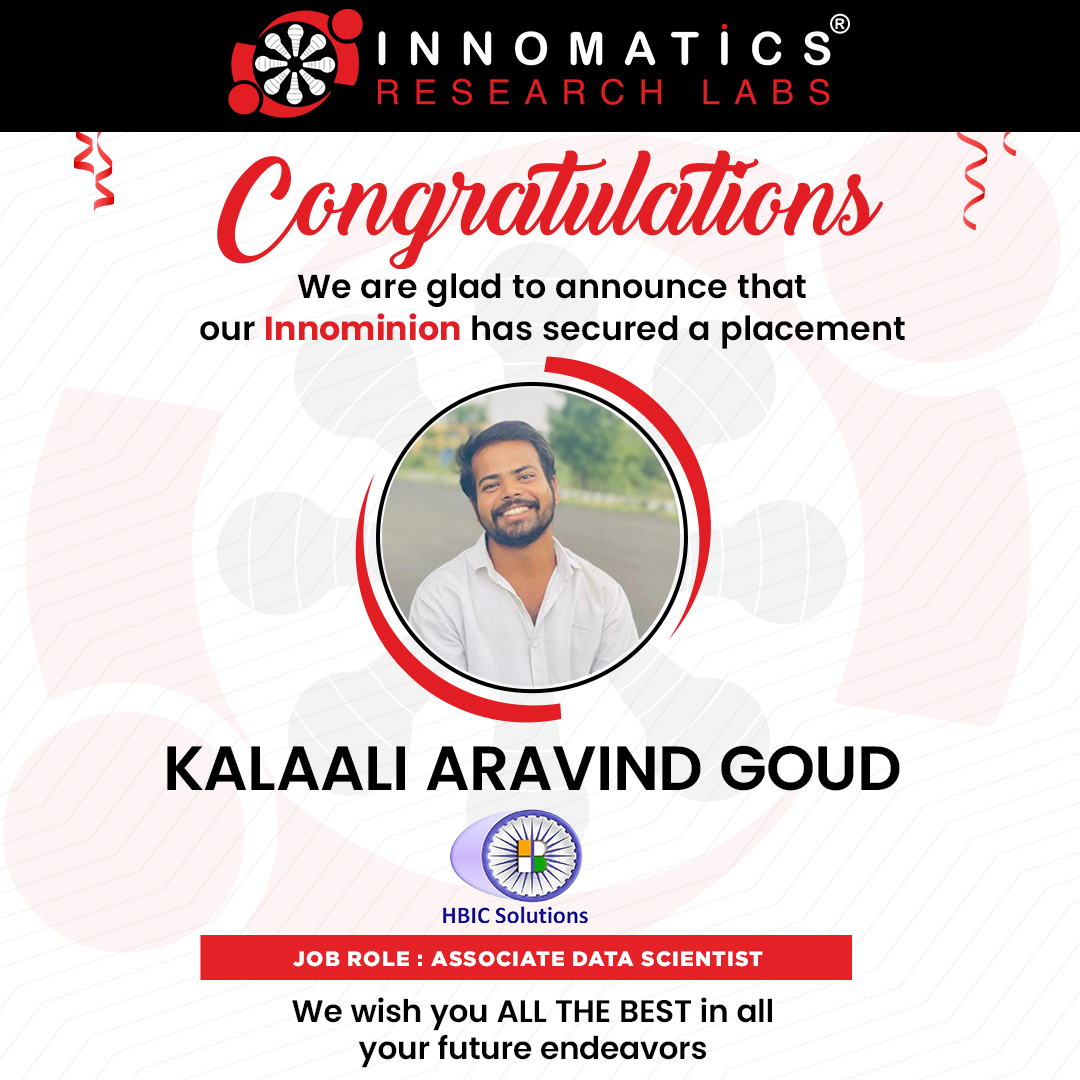 INNOMATICS®
RESEARCH LABS
Congratulations
We are glad to announce that
our Innominion has secured a placement
KALAALI ARAVIND GOUD
HB
HBIC Solutions
JOB ROLE : ASSOCIATE DATA SCIENTIST
We wish you ALL THE BEST in all
your future endeavors